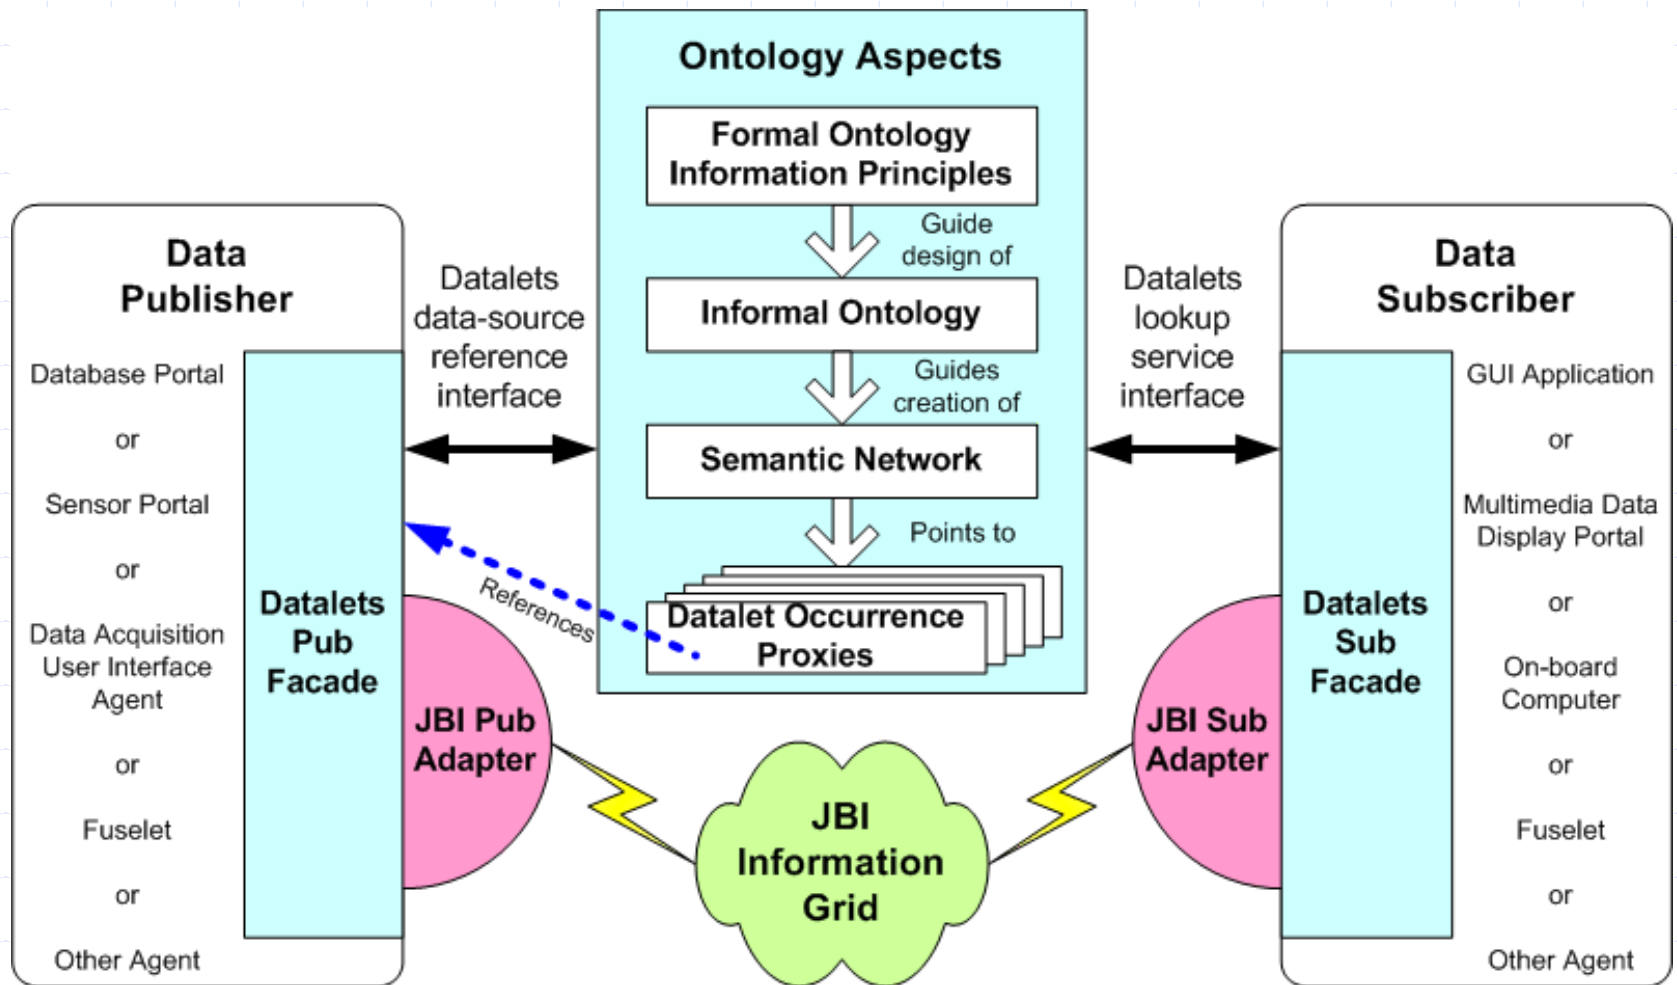 Ontology Aspects
Formal Ontology
Information Principles
Guide
design of
Informal Ontology
Guides
creation of
Semantic Network
Points to
Datalet Occurrence
Proxies
References
Data
Publisher
Database Portal
or
Sensor Portal
or
Data Acquisition
User Interface
Agent
or
Fuselet
or
Other Agent
Datalets
Pub
Facade
JBI Pub
Adapter
Datalets
data-source
reference
interface
JBI
Information
Grid
Datalets
lookup
service
interface
JBI Sub
Adapter
Data
Subscriber
Datalets
Sub
Facade
GUI Application
or
Multimedia Data
Display Portal
or
On-board
Computer
or
Fuselet
or
Other Agent